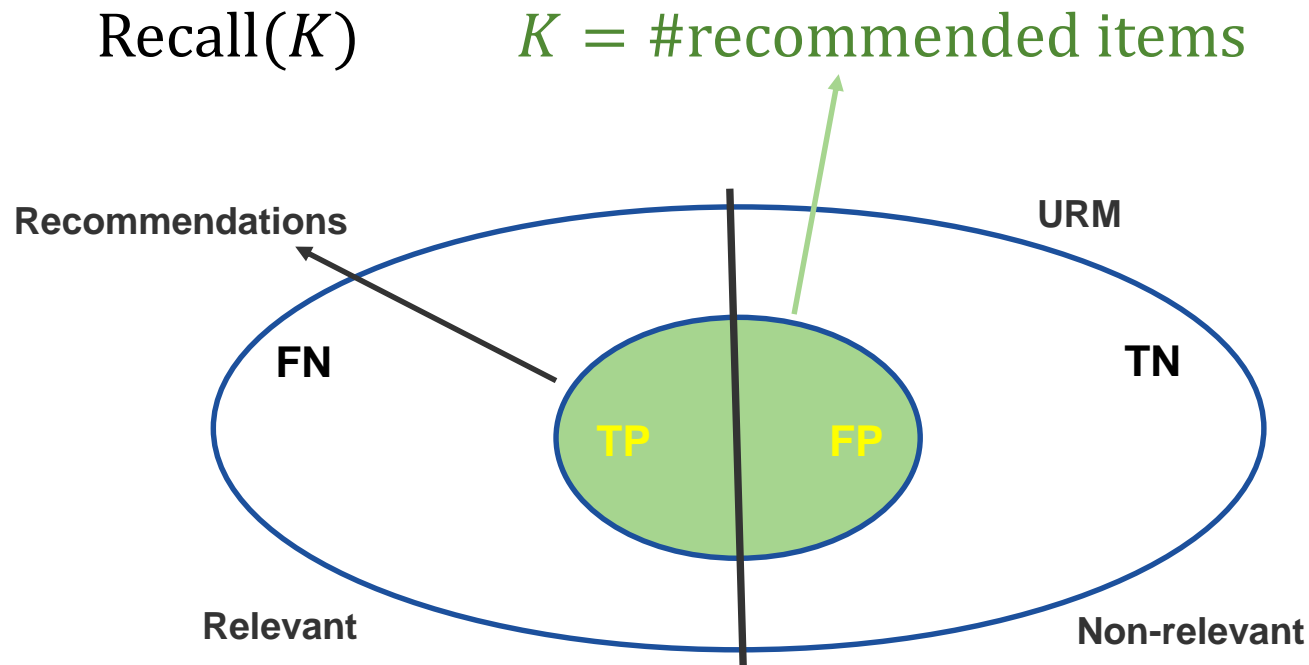 Recall(K) K = #recommended items
Recommendations
URM
FN
TN
TP
FP
Relevant
Non-relevant